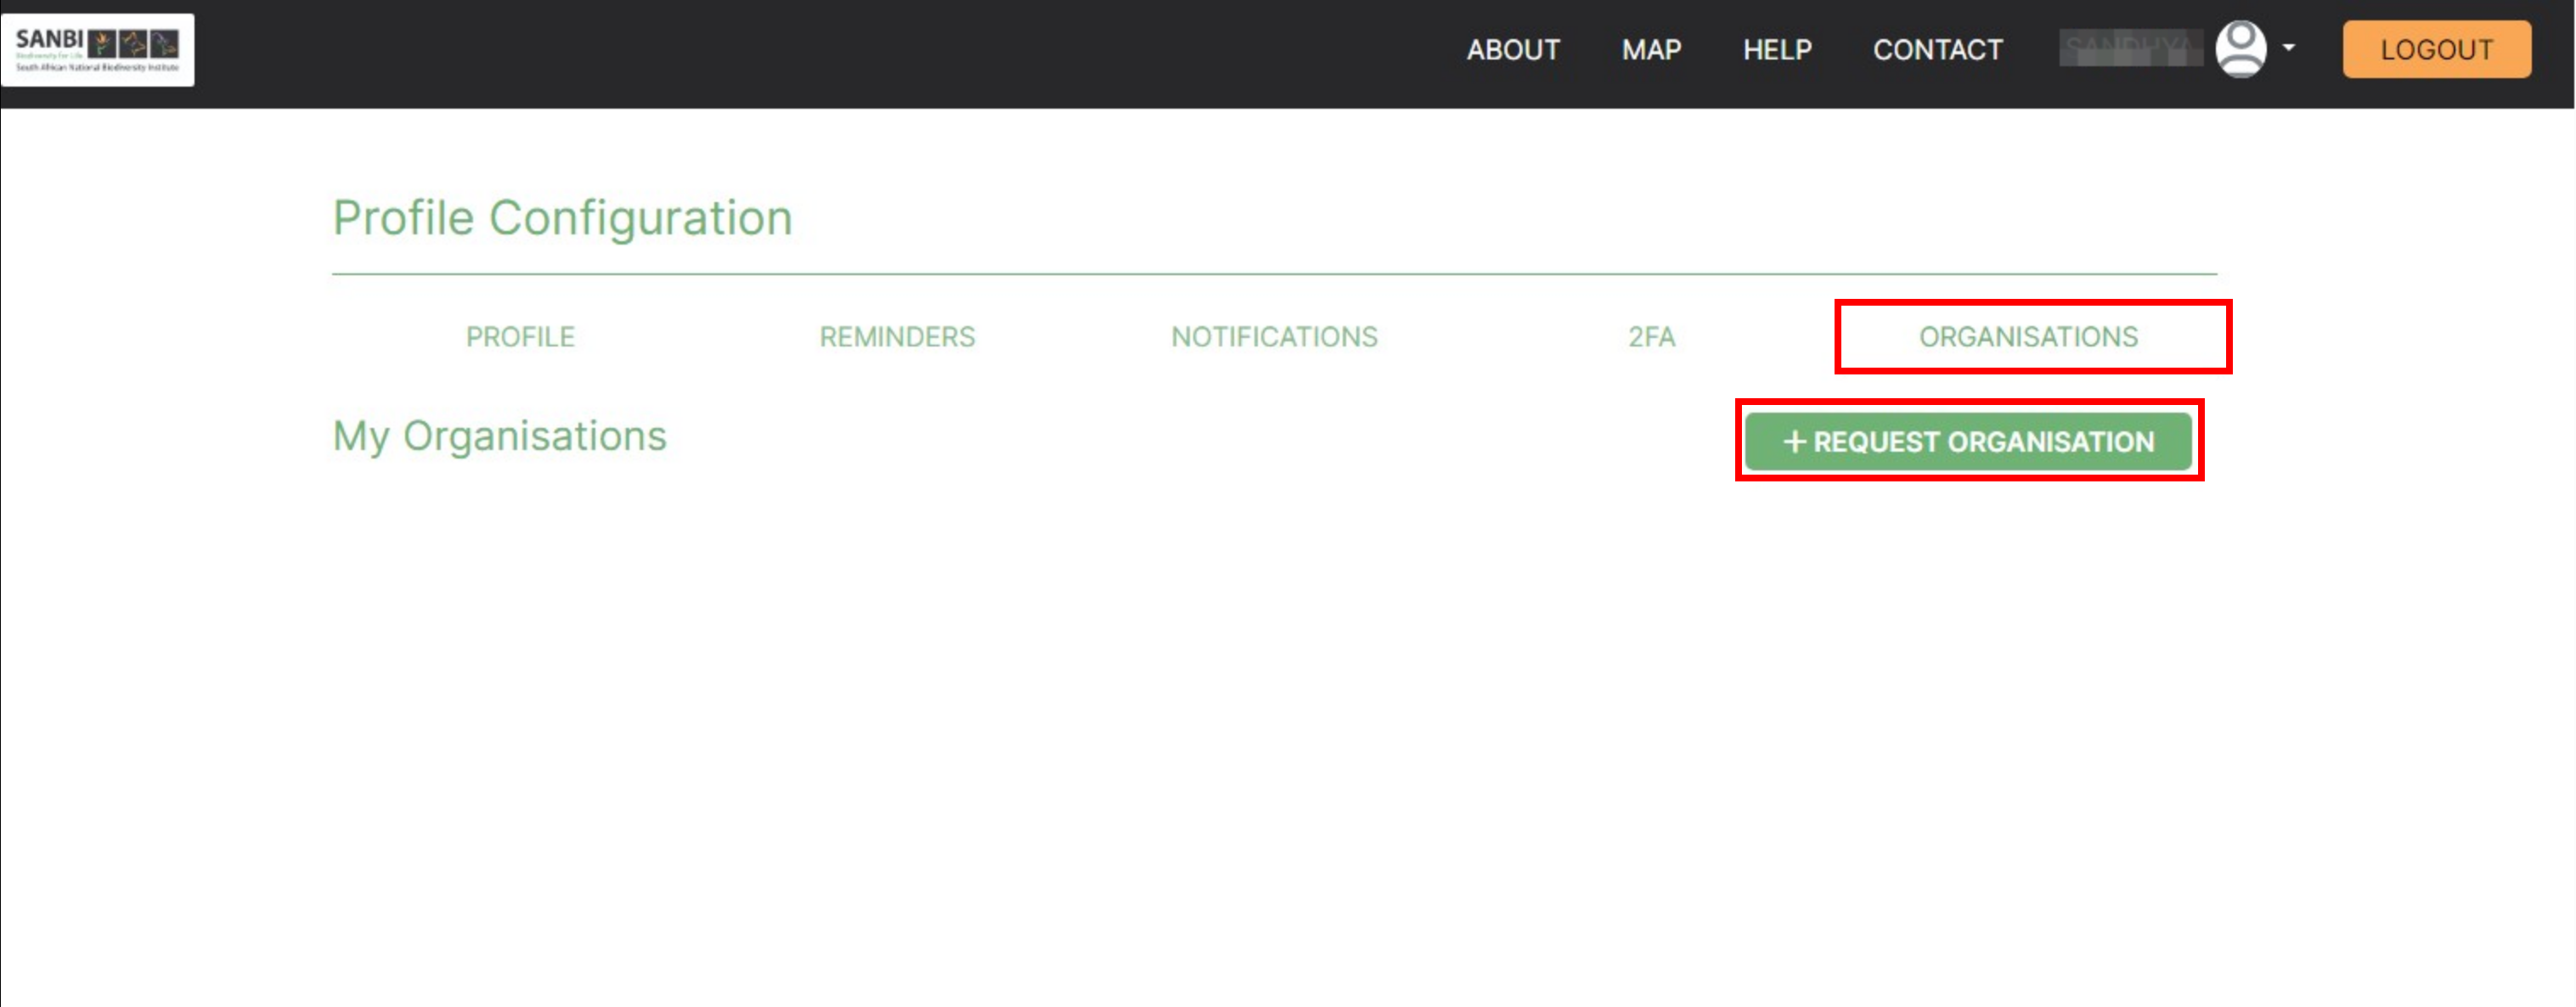 SANBI
Biodiversity for Life
South African National Biodiversity Institute
ABOUT MAP HELP CONTACT LOGOUT
Profile Configuration
PROFILE REMINDERS NOTIFICATIONS 2FA ORGANISATIONS
My Organisations + REQUEST ORGANISATION